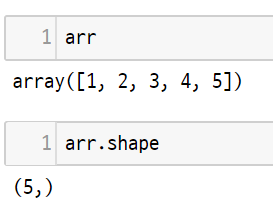 1 arr
array([1, 2, 3, 4, 5])
1 arr.shape
(5,)